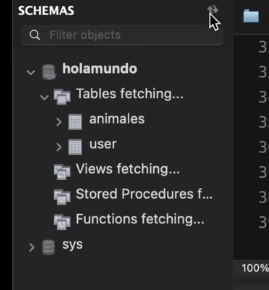 SCHEMAS
Filter objects
holamundo
Tables fetching...
animales
user
Views fetching...
Stored Procedures f...
Functions fetching...
sys
3
3
3
3
3
3
3
100%